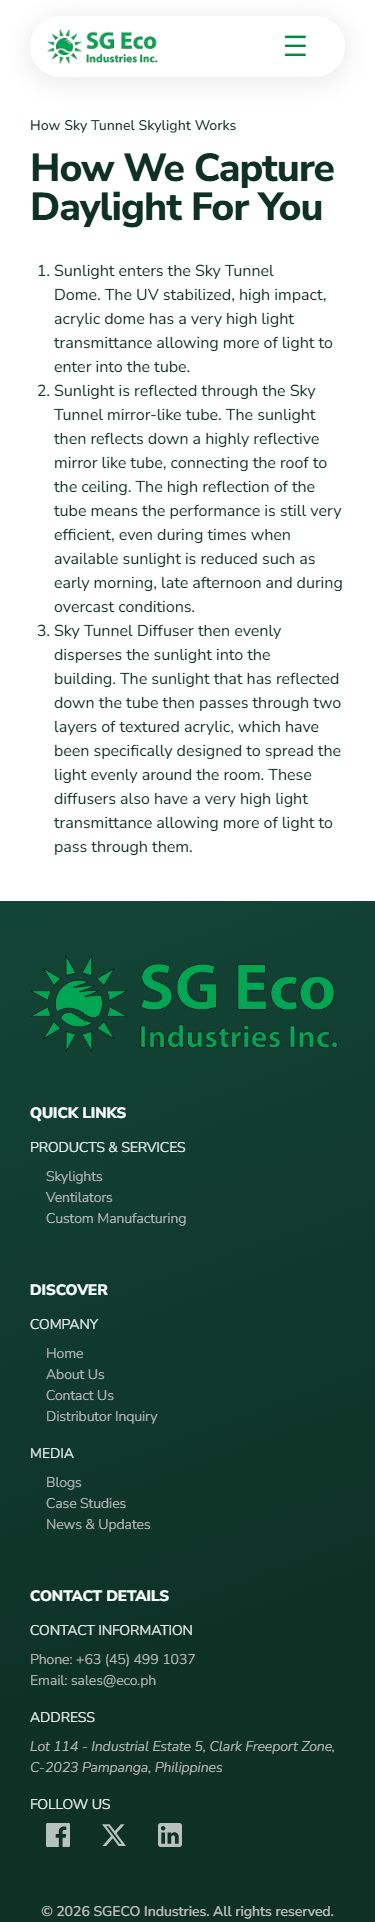 SG Eco
Industries Inc.
How Sky Tunnel Skylight Works
How We Capture
Daylight For You
1. Sunlight enters the Sky Tunnel
Dome. The UV stabilized, high impact,
acrylic dome has a very high light
transmittance allowing more of light to
enter into the tube.
2. Sunlight is reflected through the Sky
Tunnel mirror-like tube. The sunlight
then reflects down a highly reflective
mirror like tube, connecting the roof to
the ceiling. The high reflection of the
tube means the performance is still very
efficient, even during times when
available sunlight is reduced such as
early morning, late afternoon and during
overcast conditions.
3. Sky Tunnel Diffuser then evenly
disperses the sunlight into the
building. The sunlight that has reflected
down the tube then passes through two
layers of textured acrylic, which have
been specifically designed to spread the
light evenly around the room. These
diffusers also have a very high light
transmittance allowing more of light to
pass through them.
SG Eco
Industries Inc.
QUICK LINKS
PRODUCTS & SERVICES
Skylights
Ventilators
Custom Manufacturing
DISCOVER
COMPANY
Home
About Us
Contact Us
Distributor Inquiry
MEDIA
Blogs
Case Studies
News & Updates
CONTACT DETAILS
CONTACT INFORMATION
Phone: +63 (45) 499 1037
Email: sales@eco.ph
ADDRESS
Lot 114 - Industrial Estate 5, Clark Freeport Zone,
C-2023 Pampanga, Philippines
FOLLOW US
© 2026 SGECO Industries. All rights reserved.